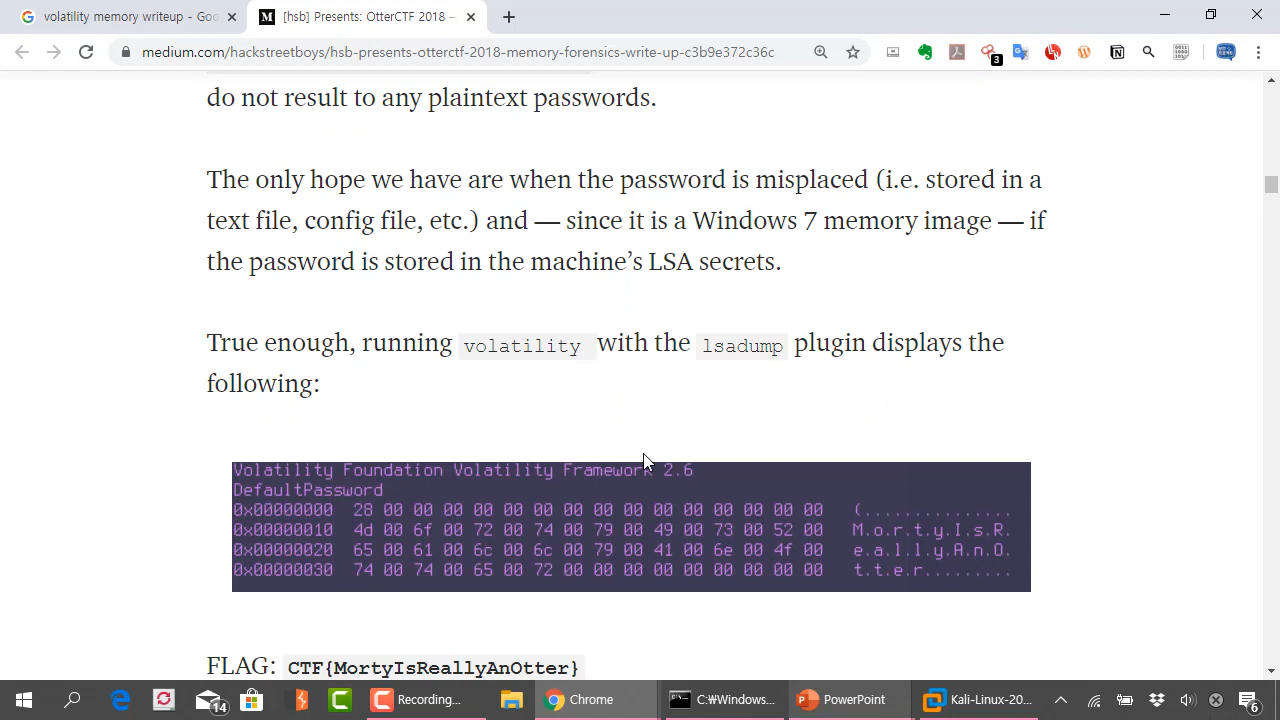 volatility memory writeup - Goo
[hsb] Presents: OtterCTF 2018 —
medium.com/hackstreetboys/hsb-presents-otterctf-2018-memory-forensics-write-up-c3b9e372c36c
3
do not result to any plaintext passwords.
The only hope we have are when the password is misplaced (i.e. stored in a
text file, config file, etc.) and — since it is a Windows 7 memory image — if
the password is stored in the machine’s LSA secrets.
True enough, running volatility with the lsadump plugin displays the
following:
Volatility Foundation Volatility Framework 2.6
DefaultPassword
0x00000000 28 00 00 00 00 00 00 00 00 00 00 00 00 00 00 00 (...............
0x00000010 4d 00 6f 00 72 00 74 00 79 00 49 00 73 00 52 00 M.o.r.t.y.I.s.R.
0x00000020 65 00 61 00 6c 00 6c 00 79 00 41 00 6e 00 4f 00 e.a.l.l.y.A.n.O.
0x00000030 74 00 74 00 65 00 72 00 00 00 00 00 00 00 00 00 t.t.e.r.........
FLAG: CTF{MortyIsReallyAnOtter}
14
Recording...
Chrome
C:₩Windows...
PowerPoint
Kali-Linux-20...
6